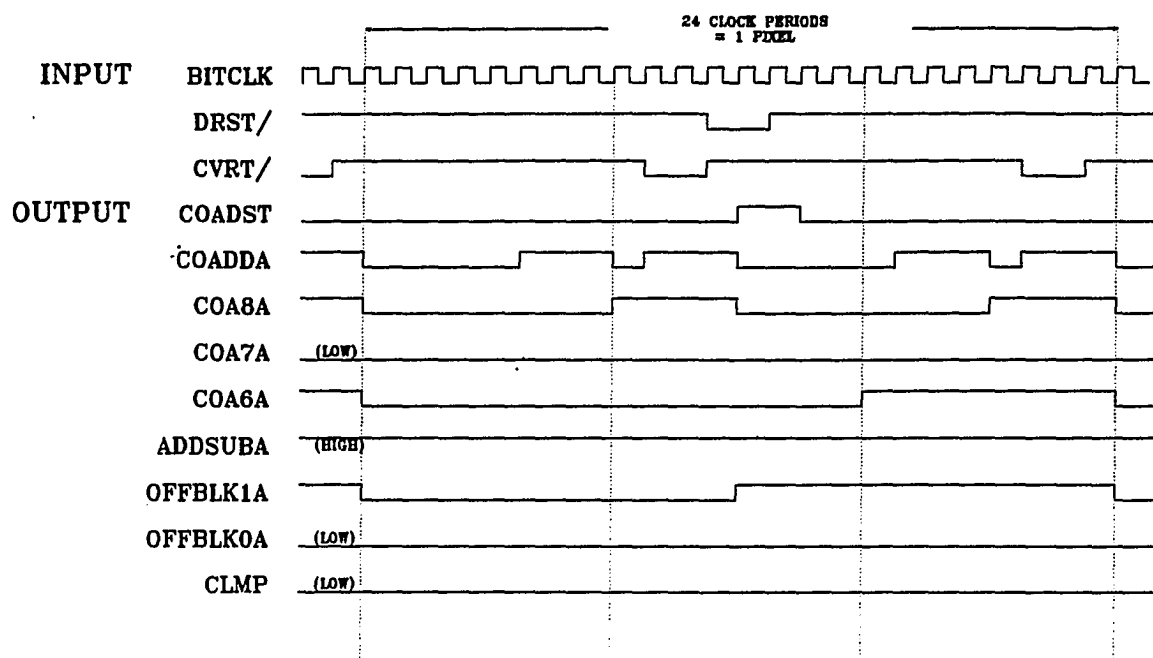 24 CLOCK PERIODS
= 1 PIXEL
INPUT BITCLK
DRST/
CVRT/
OUTPUT COADST
COADDA
COA8A
COA7A (LOW)
COA6A
ADDSUBA (HIGH)
OFFBLK1A
OFFBLK0A (LOW)
CLMP (LOW)